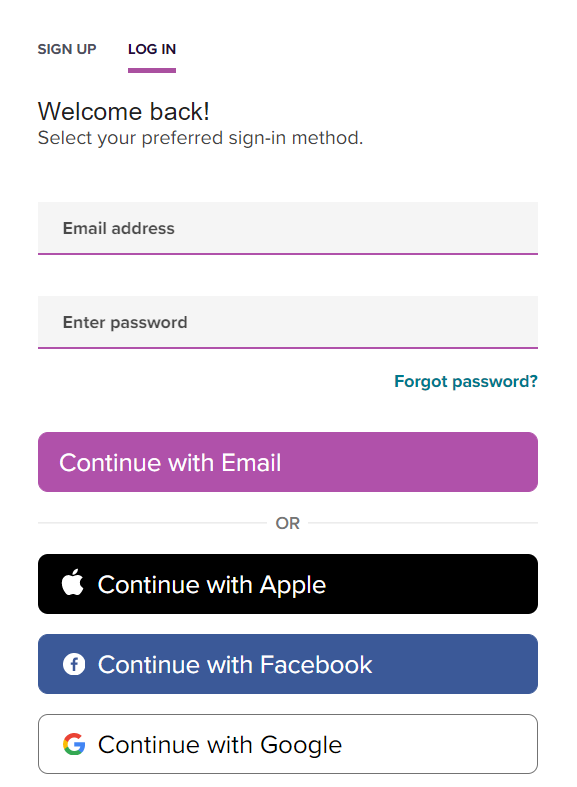 SIGN UP LOG IN
Welcome back!
Select your preferred sign-in method.
Email address
Enter password
Forgot password?
Continue with Email
OR
Continue with Apple
Continue with Facebook
Continue with Google